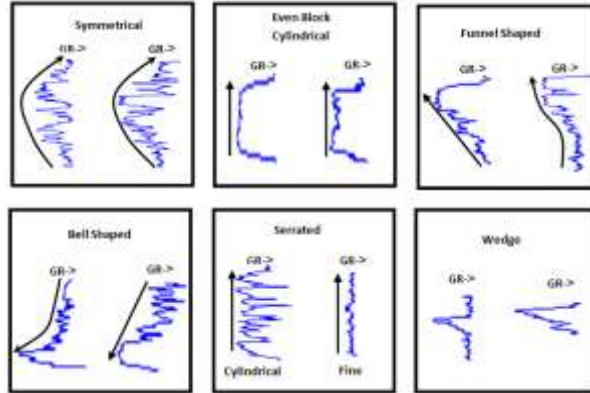 Symmetrical
GR->
GR->
Even Block
Cylindrical
GR->
GR->
Funnel Shaped
GR->
GR->
Bell Shaped
GR->
GR->
Serrated
GR->
GR->
Cylindrical
Fine
Wedge
GR->
GR->